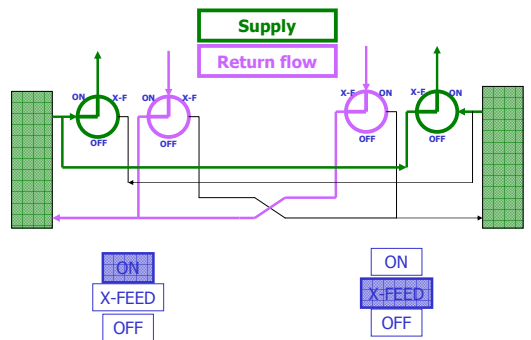 Supply
Return flow
ON X-F
OFF
ON X-F
OFF
X-F ON
OFF
X-F ON
OFF
ON
X-FEED
OFF
ON
X-FEED
OFF